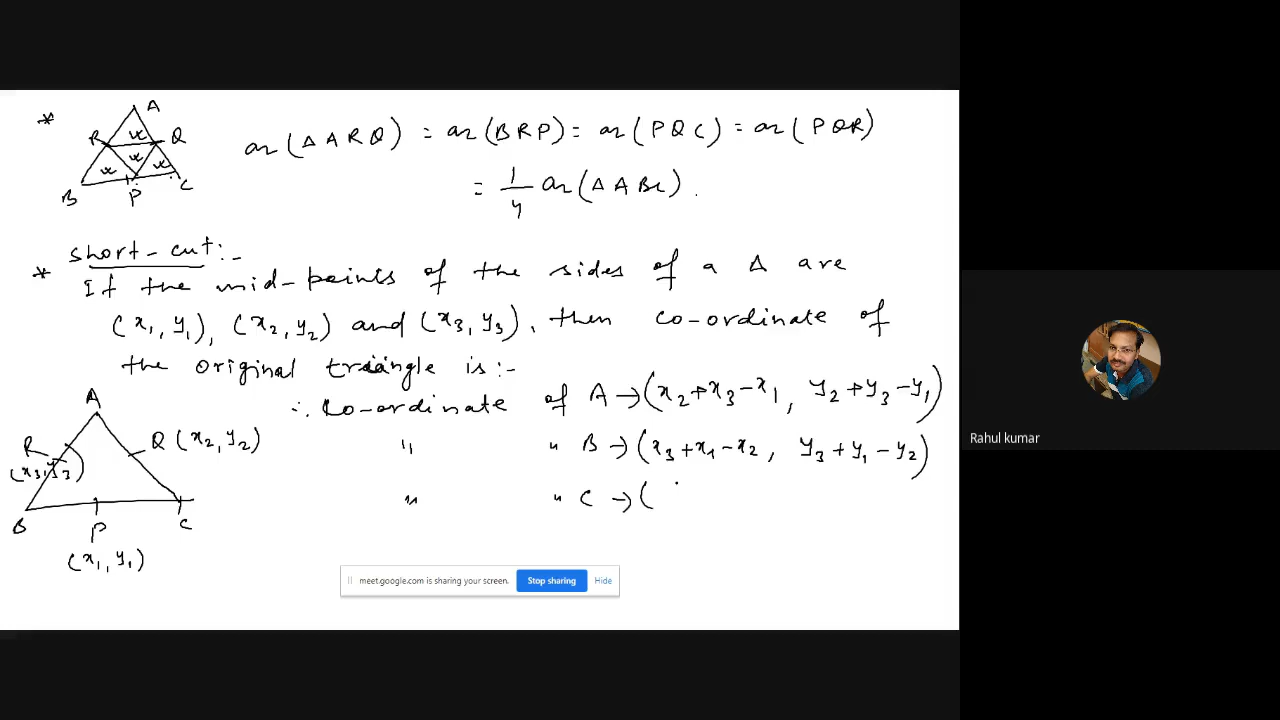 * A
R Q
x
x x x
B P C
ar(ΔARQ) = ar(BRP) = ar(PQC) = ar(PQR)
= 1/4 ar(ΔABC).
* Short-cut:-
If the mid-points of the sides of a Δ are
(x₁, y₁), (x₂, y₂) and (x₃, y₃), then co-ordinate of
the original triangle is:-
∴ Co-ordinate of A → (x₂+x₃-x₁, y₂+y₃-y₁)
" " B → (x₃+x₁-x₂, y₃+y₁-y₂)
" " C → (
A
R Q (x₂, y₂)
(x₃, y₃)
B P C
(x₁, y₁)
meet.google.com is sharing your screen. Stop sharing Hide
Rahul kumar